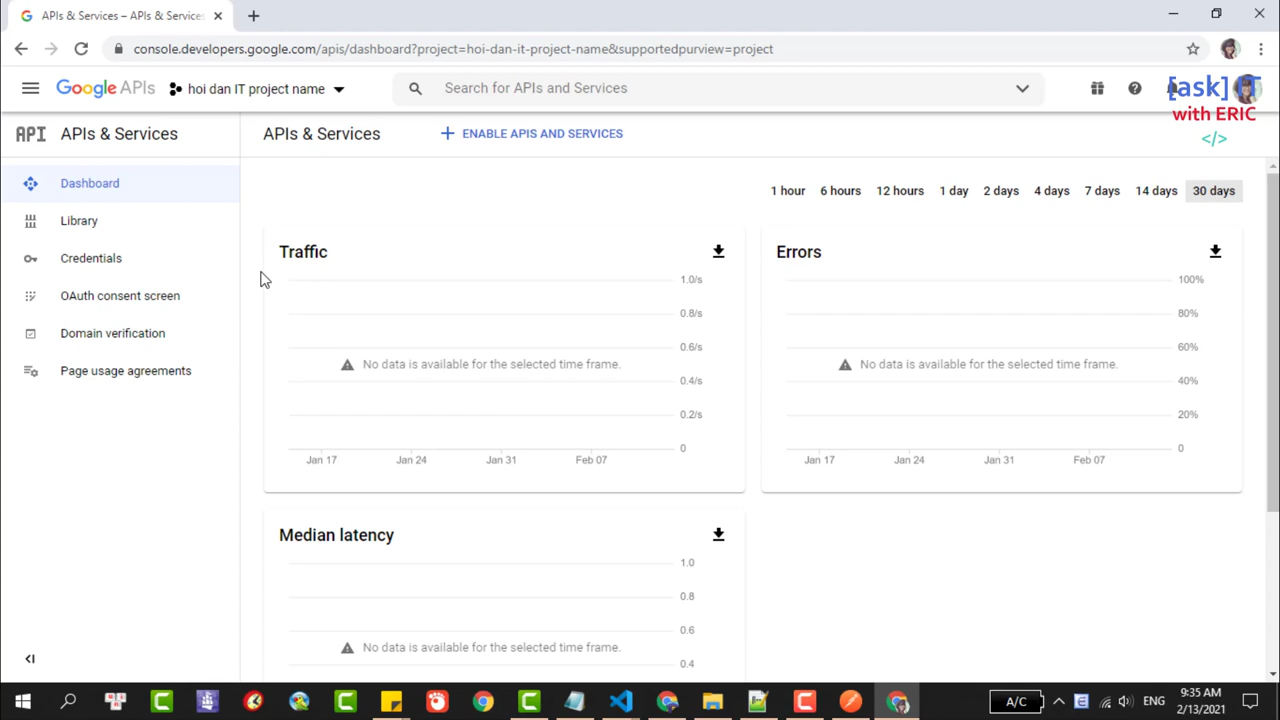 APIs & Services – APIs & Services
console.developers.google.com/apis/dashboard?project=hoi-dan-it-project-name&supportedpurview=project
Google APIs
hoi dan IT project name
Search for APIs and Services
[ask] IT
with ERIC
</>
API APIs & Services
APIs & Services
ENABLE APIS AND SERVICES
Dashboard
Library
Credentials
OAuth consent screen
Domain verification
Page usage agreements
1 hour 6 hours 12 hours 1 day 2 days 4 days 7 days 14 days 30 days
Traffic
1.0/s
0.8/s
0.6/s
No data is available for the selected time frame.
0.4/s
0.2/s
0
Jan 17 Jan 24 Jan 31 Feb 07
Errors
100%
80%
60%
No data is available for the selected time frame.
40%
20%
0
Jan 17 Jan 24 Jan 31 Feb 07
Median latency
1.0
0.8
0.6
No data is available for the selected time frame.
0.4
A/C
ENG
9:35 AM
2/13/2021